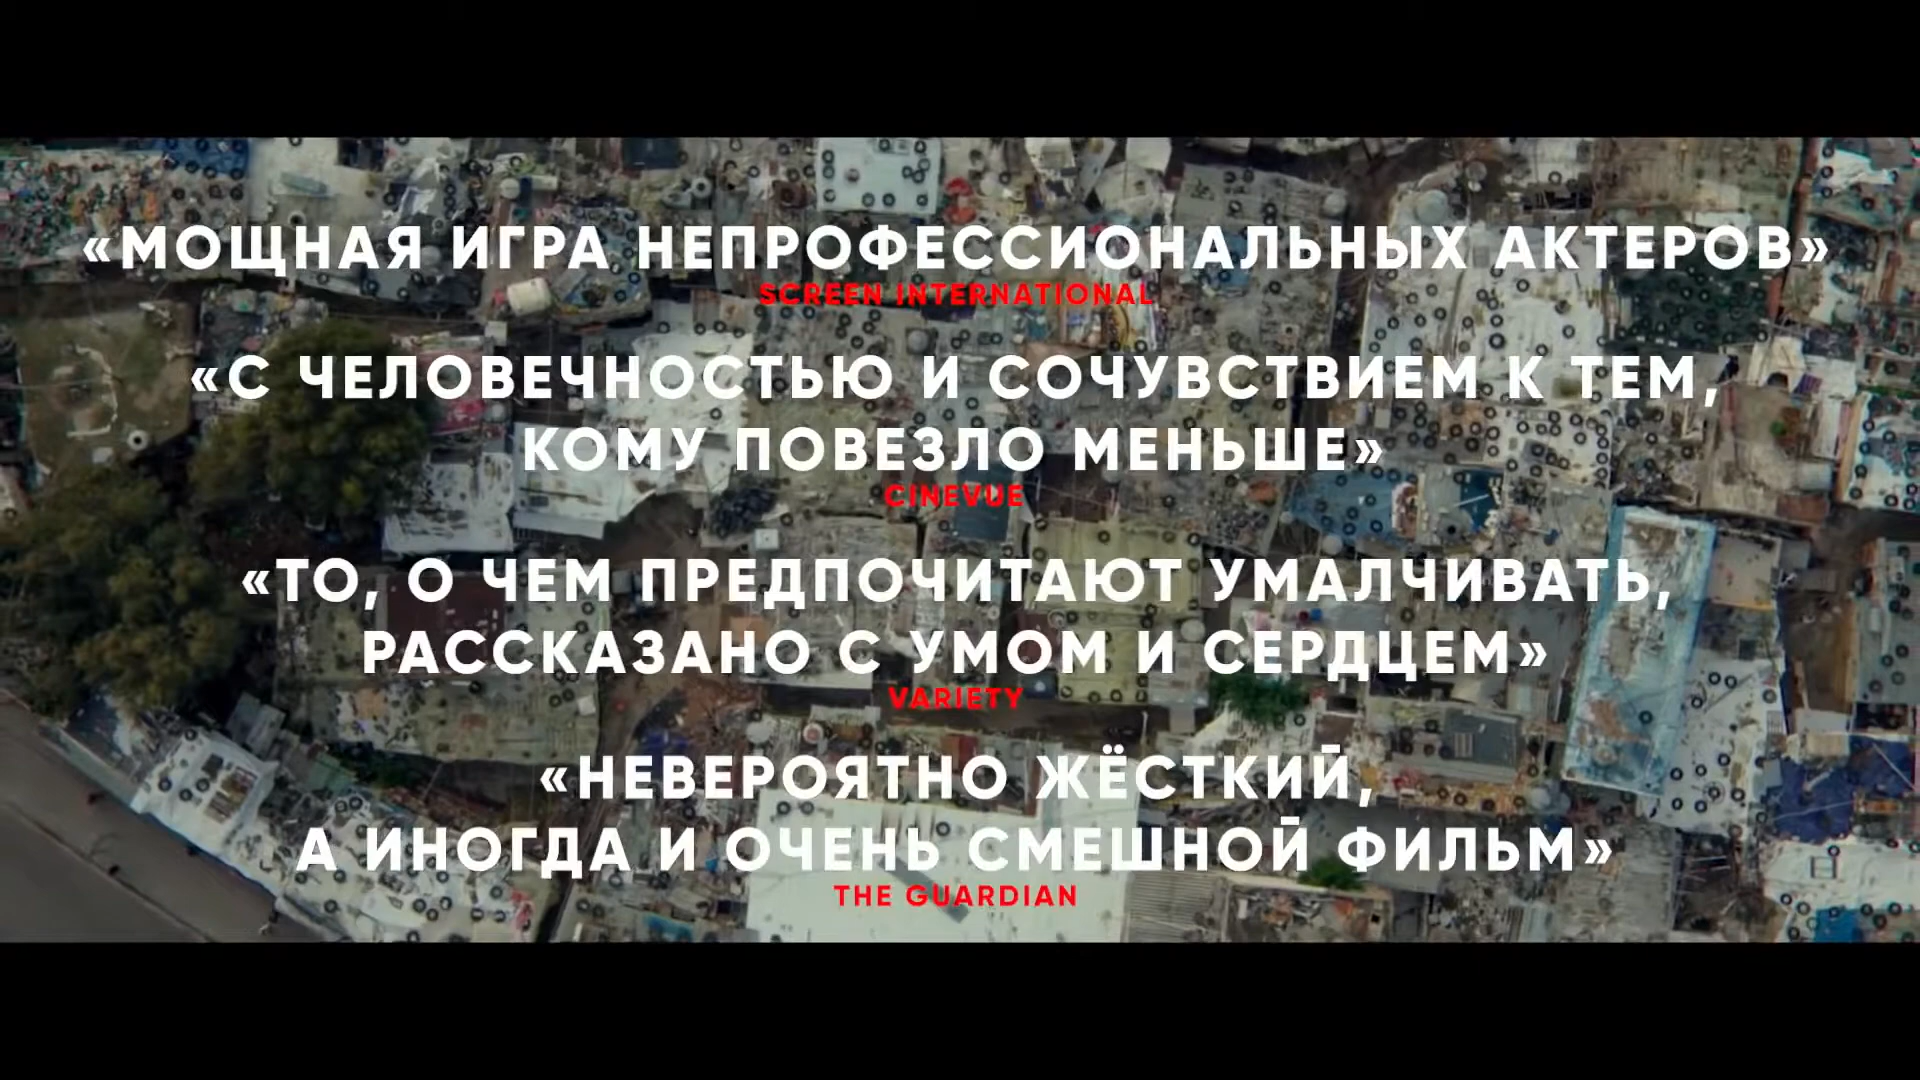 «МОЩНАЯ ИГРА НЕПРОФЕССИОНАЛЬНЫХ АКТЕРОВ»
SCREEN INTERNATIONAL
«С ЧЕЛОВЕЧНОСТЬЮ И СОЧУВСТВИЕМ К ТЕМ,
КОМУ ПОВЕЗЛО МЕНЬШЕ»
CINEVUE
«ТО, О ЧЕМ ПРЕДПОЧИТАЮТ УМАЛЧИВАТЬ,
РАССКАЗАНО С УМОМ И СЕРДЦЕМ»
VARIETY
«НЕВЕРОЯТНО ЖЁСТКИЙ,
А ИНОГДА И ОЧЕНЬ СМЕШНОЙ ФИЛЬМ»
THE GUARDIAN